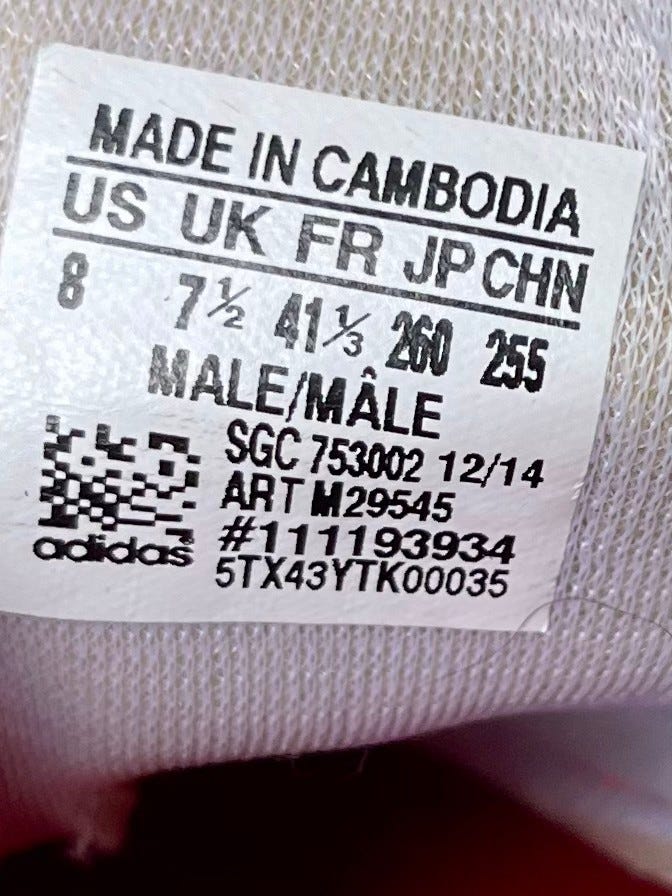 MADE IN CAMBODIA
US UK FR JP CHN
8 7½ 41⅓ 260 255
MALE/MÂLE
SGC 753002 12/14
ART M29545
#111193934
adidas 5TX43YTK00035